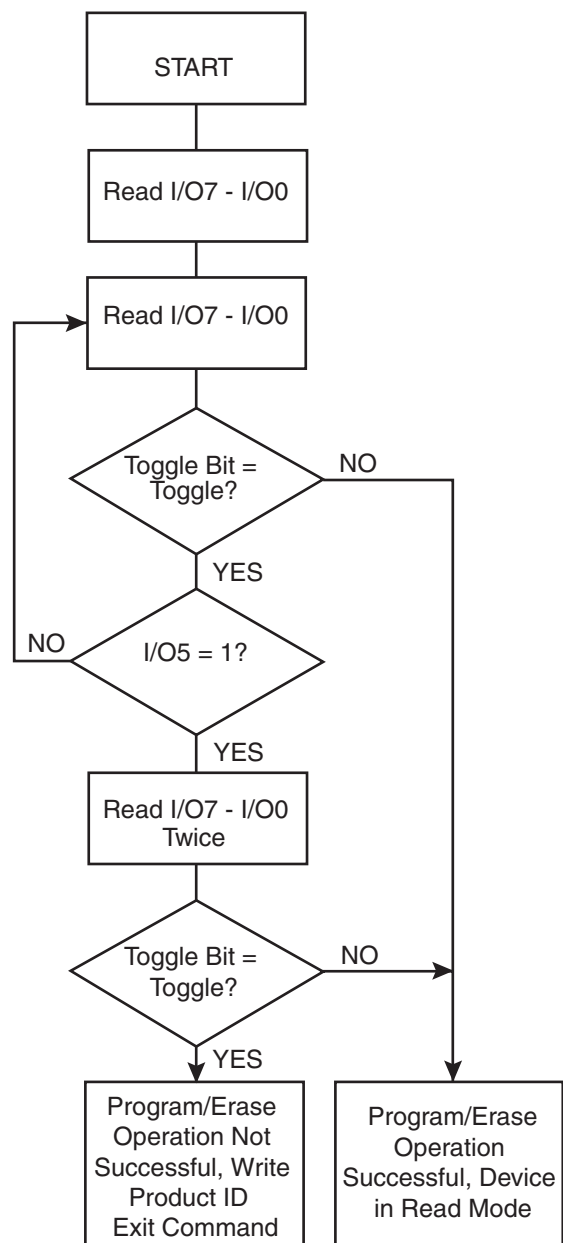 START
Read I/O7 - I/O0
Read I/O7 - I/O0
Toggle Bit =
Toggle?
NO
YES
NO
I/O5 = 1?
YES
Read I/O7 - I/O0
Twice
Toggle Bit =
Toggle?
NO
YES
Program/Erase
Operation Not
Successful, Write
Product ID
Exit Command
Program/Erase
Operation
Successful, Device
in Read Mode